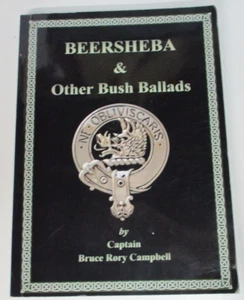 BEERSHEBA
&
Other Bush Ballads
NE OBLIVISCARIS
by
Captain
Bruce Rory Campbell